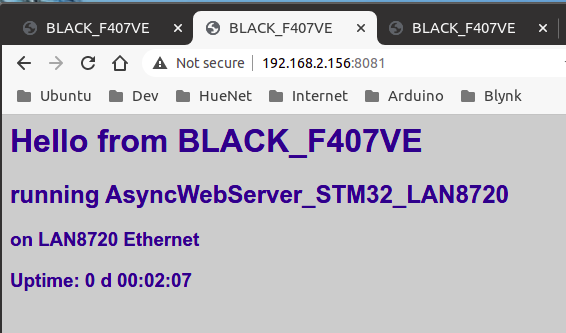 BLACK_F407VE BLACK_F407VE BLACK_F407VE
Not secure 192.168.2.156:8081
Ubuntu Dev HueNet Internet Arduino Blynk
Hello from BLACK_F407VE
running AsyncWebServer_STM32_LAN8720
on LAN8720 Ethernet
Uptime: 0 d 00:02:07